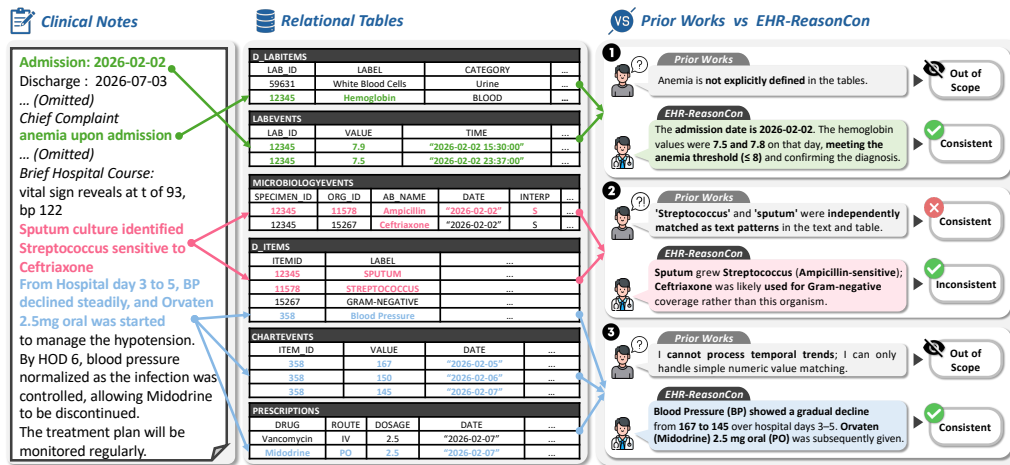 Clinical Notes
Admission: 2026-02-02
Discharge : 2026-07-03
... (Omitted)
Chief Complaint
anemia upon admission
... (Omitted)
Brief Hospital Course:
vital sign reveals at t of 93,
bp 122
Sputum culture identified
Streptococcus sensitive to
Ceftriaxone
From Hospital day 3 to 5, BP
declined steadily, and Orvaten
2.5mg oral was started
to manage the hypotension.
By HOD 6, blood pressure
normalized as the infection was
controlled, allowing Midodrine
to be discontinued.
The treatment plan will be
monitored regularly.
Relational Tables
D_LABITEMS
LAB_ID LABEL CATEGORY ...
59631 White Blood Cells Urine ...
12345 Hemoglobin BLOOD ...
LABEVENTS
LAB_ID VALUE TIME ...
12345 7.9 “2026-02-02 15:30:00” ...
12345 7.5 “2026-02-02 23:37:00” ...
MICROBIOLOGYEVENTS
SPECIMEN_ID ORG_ID AB_NAME DATE INTERP ...
12345 11578 Ampicillin “2026-02-02” S ...
12345 15267 Ceftriaxone “2026-02-02” S ...
D_ITEMS
ITEMID LABEL ...
12345 SPUTUM ...
11578 STREPTOCOCCUS ...
15267 GRAM-NEGATIVE ...
358 Blood Pressure ...
CHARTEVENTS
ITEM_ID VALUE DATE ...
358 167 “2026-02-05” ...
358 150 “2026-02-06” ...
358 145 “2026-02-07” ...
PRESCRIPTIONS
DRUG ROUTE DOSAGE DATE ...
Vancomycin IV 2.5 “2026-02-07” ...
Midodrine PO 2.5 “2026-02-07” ...
VS Prior Works vs EHR-ReasonCon
1
Prior Works
?
Anemia is not explicitly defined in the tables.
Out of
Scope
EHR-ReasonCon
The admission date is 2026-02-02. The hemoglobin
values were 7.5 and 7.8 on that day, meeting the
anemia threshold (≤ 8) and confirming the diagnosis.
Consistent
2
Prior Works
?!
'Streptococcus' and 'sputum' were independently
matched as text patterns in the text and table.
Consistent
EHR-ReasonCon
Sputum grew Streptococcus (Ampicillin-sensitive);
Ceftriaxone was likely used for Gram-negative
coverage rather than this organism.
Inconsistent
3
Prior Works
?
I cannot process temporal trends; I can only
handle simple numeric value matching.
Out of
Scope
EHR-ReasonCon
Blood Pressure (BP) showed a gradual decline
from 167 to 145 over hospital days 3–5. Orvaten
(Midodrine) 2.5 mg oral (PO) was subsequently given.
Consistent